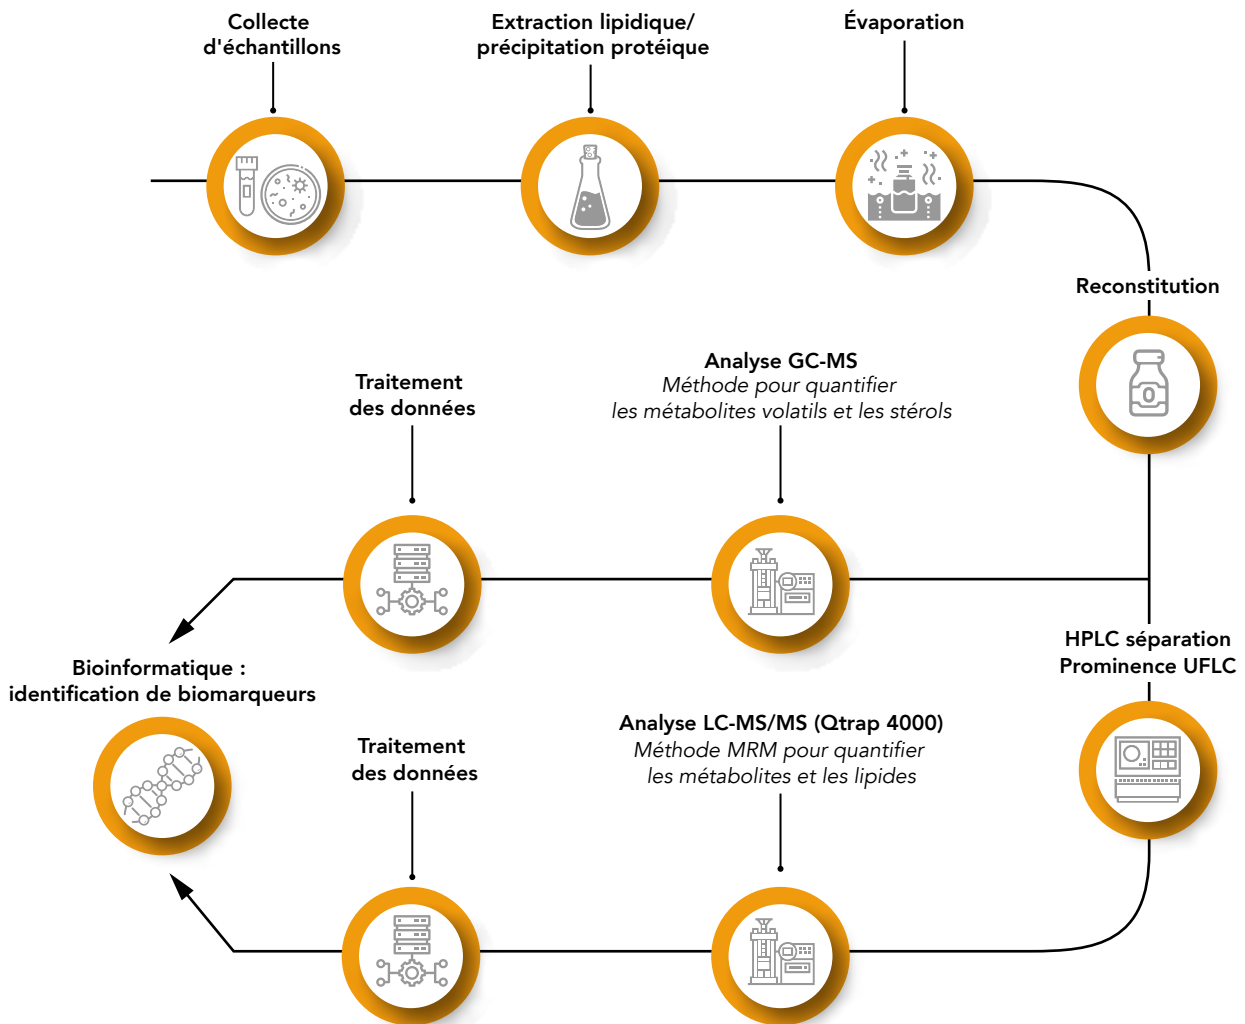 Collecte
d'échantillons
Extraction lipidique/
précipitation protéique
Évaporation
Reconstitution
Analyse GC-MS
Méthode pour quantifier
les métabolites volatils et les stérols
Traitement
des données
HPLC séparation
Prominence UFLC
Bioinformatique :
identification de biomarqueurs
Analyse LC-MS/MS (Qtrap 4000)
Méthode MRM pour quantifier
les métabolites et les lipides
Traitement
des données